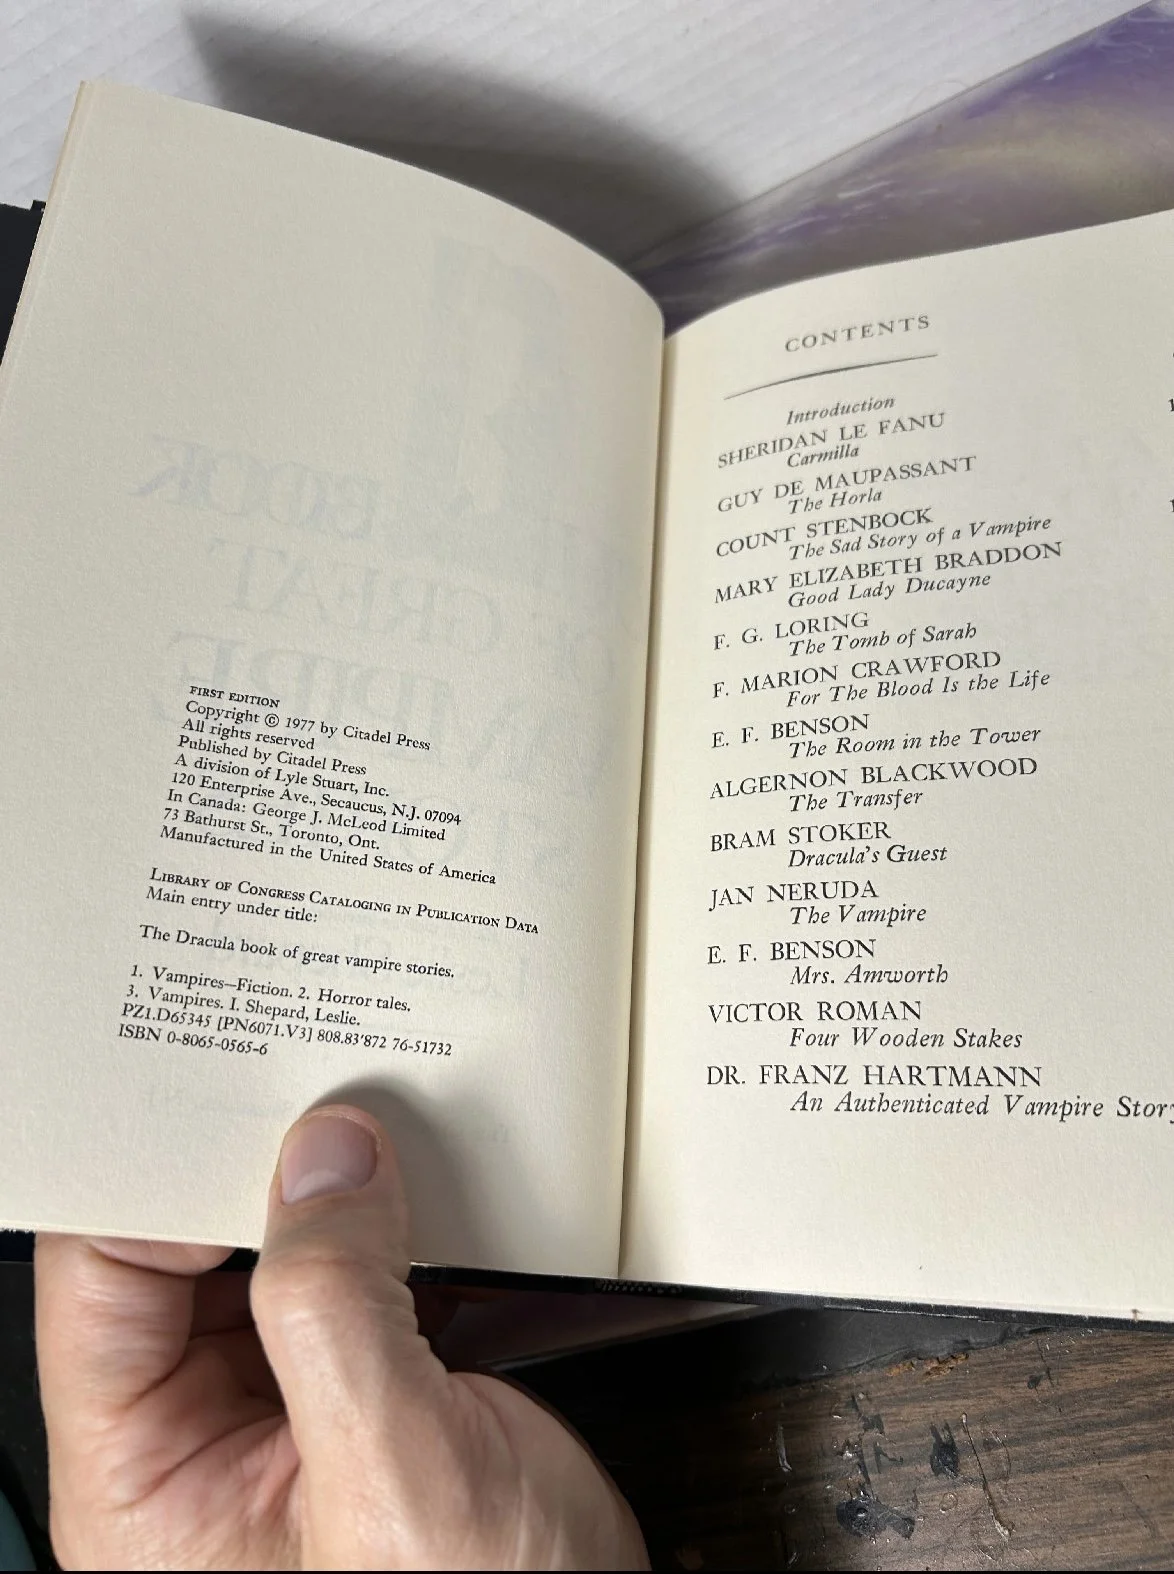 FIRST EDITION
Copyright © 1977 by Citadel Press
All rights reserved
Published by Citadel Press
A division of Lyle Stuart, Inc.
120 Enterprise Ave., Secaucus, N.J. 07094
In Canada: George J. McLeod Limited
73 Bathurst St., Toronto, Ont.
Manufactured in the United States of America
LIBRARY OF CONGRESS CATALOGING IN PUBLICATION DATA
Main entry under title:
The Dracula book of great vampire stories.
1. Vampires—Fiction. 2. Horror tales.
3. Vampires. I. Shepard, Leslie.
PZ1.D65345 [PN6071.V3] 808.83'872 76-51732
ISBN 0-8065-0565-6
CONTENTS
Introduction
SHERIDAN LE FANU
Carmilla
GUY DE MAUPASSANT
The Horla
COUNT STENBOCK
The Sad Story of a Vampire
MARY ELIZABETH BRADDON
Good Lady Ducayne
F. G. LORING
The Tomb of Sarah
F. MARION CRAWFORD
For The Blood Is the Life
E. F. BENSON
The Room in the Tower
ALGERNON BLACKWOOD
The Transfer
BRAM STOKER
Dracula's Guest
JAN NERUDA
The Vampire
E. F. BENSON
Mrs. Amworth
VICTOR ROMAN
Four Wooden Stakes
DR. FRANZ HARTMANN
An Authenticated Vampire Story